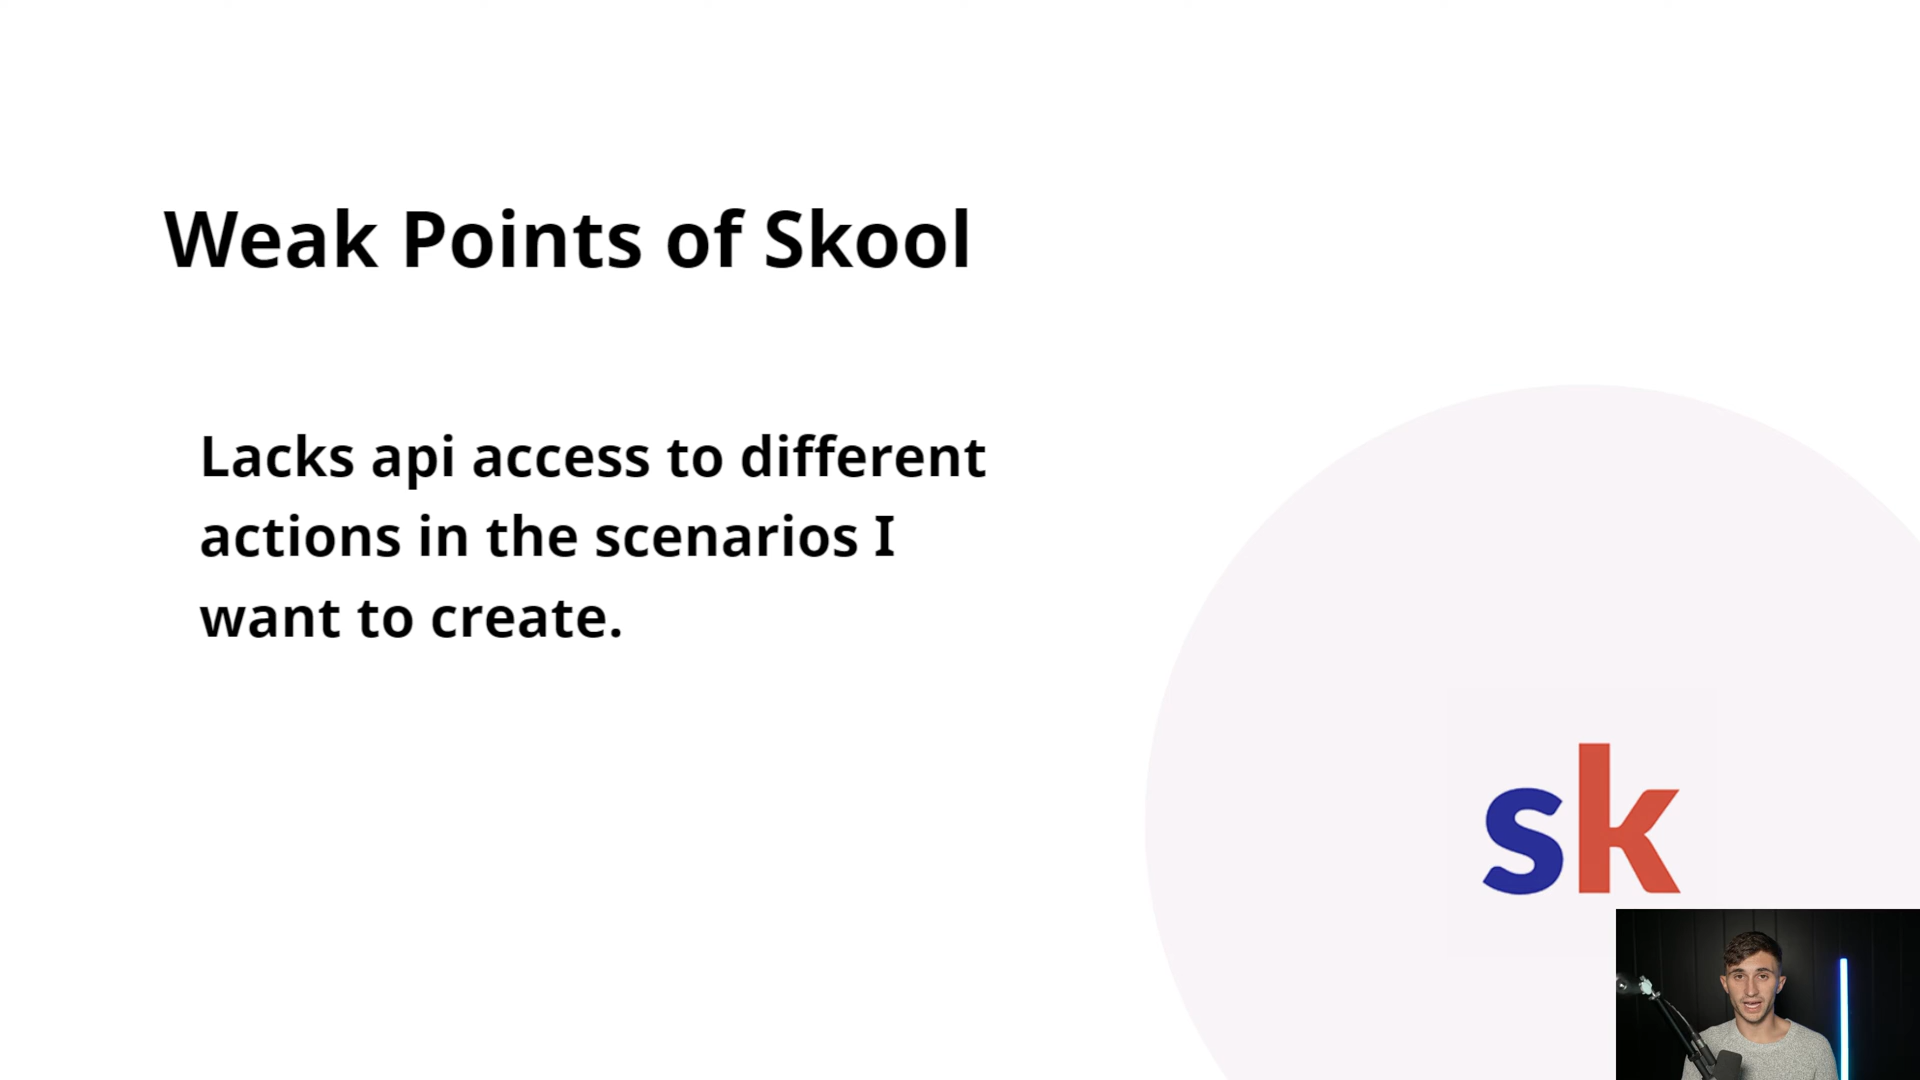 Weak Points of Skool
Lacks api access to different
actions in the scenarios I
want to create.
sk